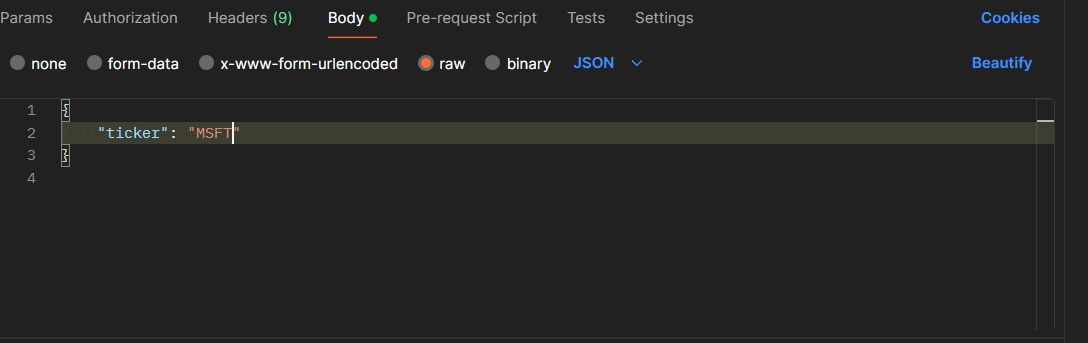 Params Authorization Headers (9) Body Pre-request Script Tests Settings Cookies
none form-data x-www-form-urlencoded raw binary JSON Beautify
1 {
2 "ticker": "MSFT"
3 }
4